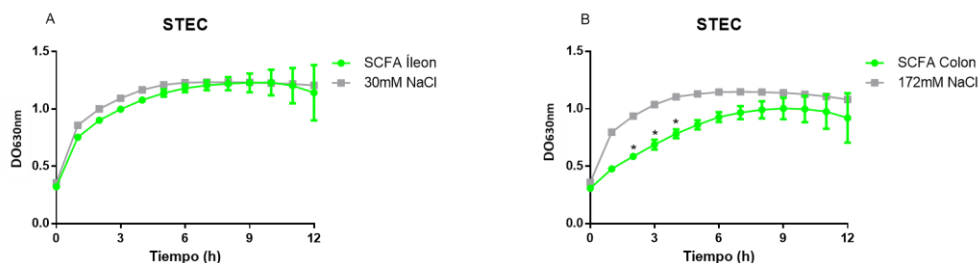 A
STEC
SCFA Íleon
30mM NaCl
DO630nm
1.5
1.0
0.5
0.0
0 3 6 9 12
Tiempo (h)
B
STEC
SCFA Colon
172mM NaCl
DO630nm
1.5
1.0
0.5
0.0
* * *
0 3 6 9 12
Tiempo (h)